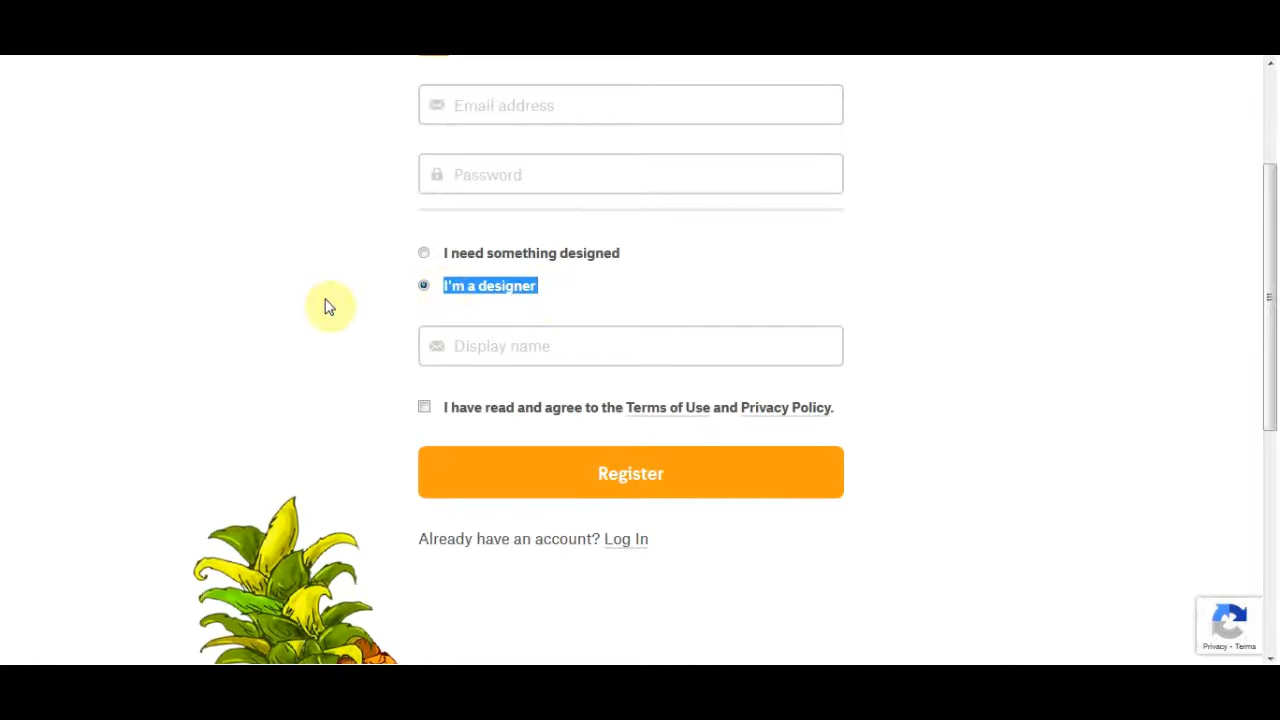 Email address
Password
I need something designed
I'm a designer
Display name
I have read and agree to the Terms of Use and Privacy Policy.
Register
Already have an account? Log In
Privacy - Terms